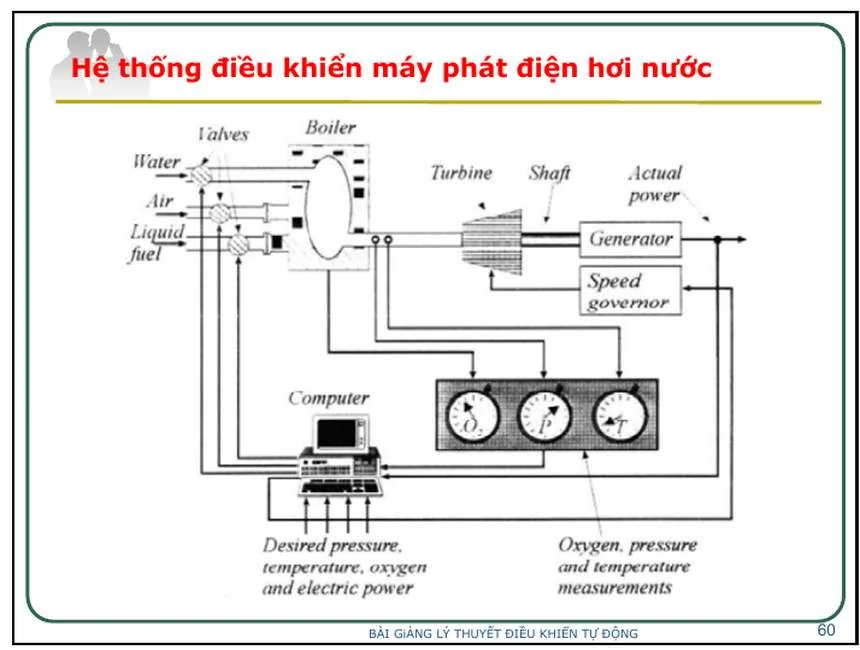 Hệ thống điều khiển máy phát điện hơi nước
Boiler
Valves
Water
Turbine
Shaft
Actual
power
Air
Liquid
fuel
Generator
Speed
governor
Computer
O₂
P
T
Desired pressure,
temperature, oxygen
and electric power
Oxygen, pressure
and temperature
measurements
BÀI GiẢNG LÝ THUYẾT ĐIỀU KHIỂN TỰ ĐỘNG
60